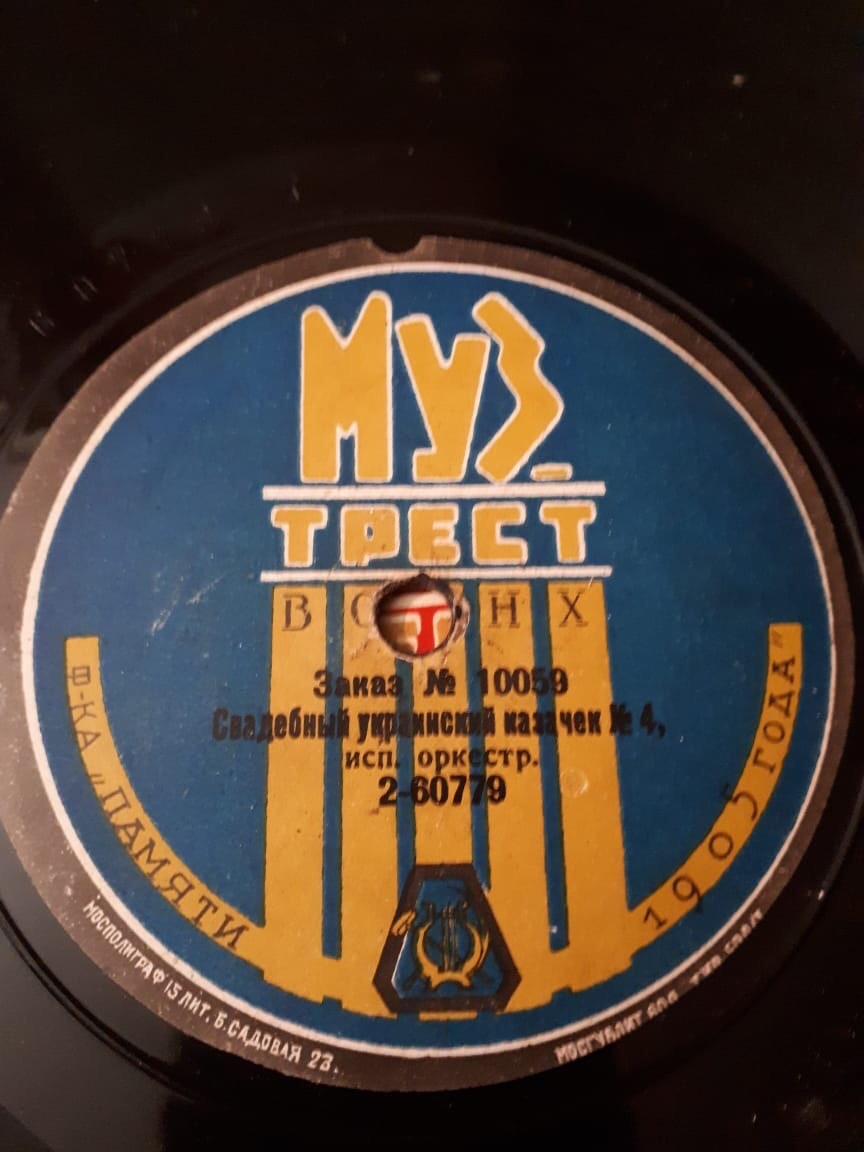 МУЗ-
ТРЕСТ
В С Н Х
Заказ № 10059
Свадебный украинский казачек № 4,
исп. оркестр.
2-60779
Ф-КА „ПАМЯТИ 1905 ГОДА"
МОСПОЛИГРАФ 15 ЛИТ. Б. САДОВАЯ 23.
МОСГУБЛИТ